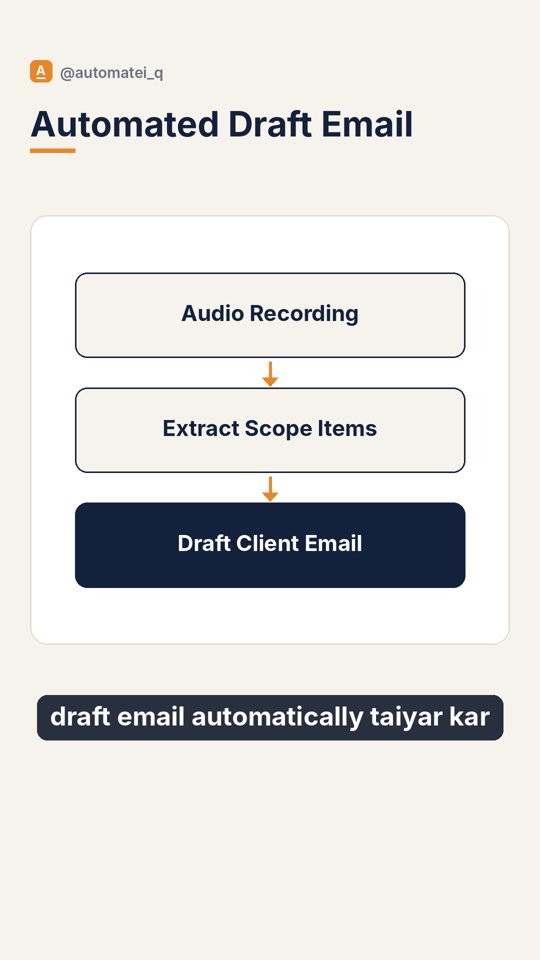 A
@automatei_q
Automated Draft Email
Audio Recording
Extract Scope Items
Draft Client Email
draft email automatically taiyar kar